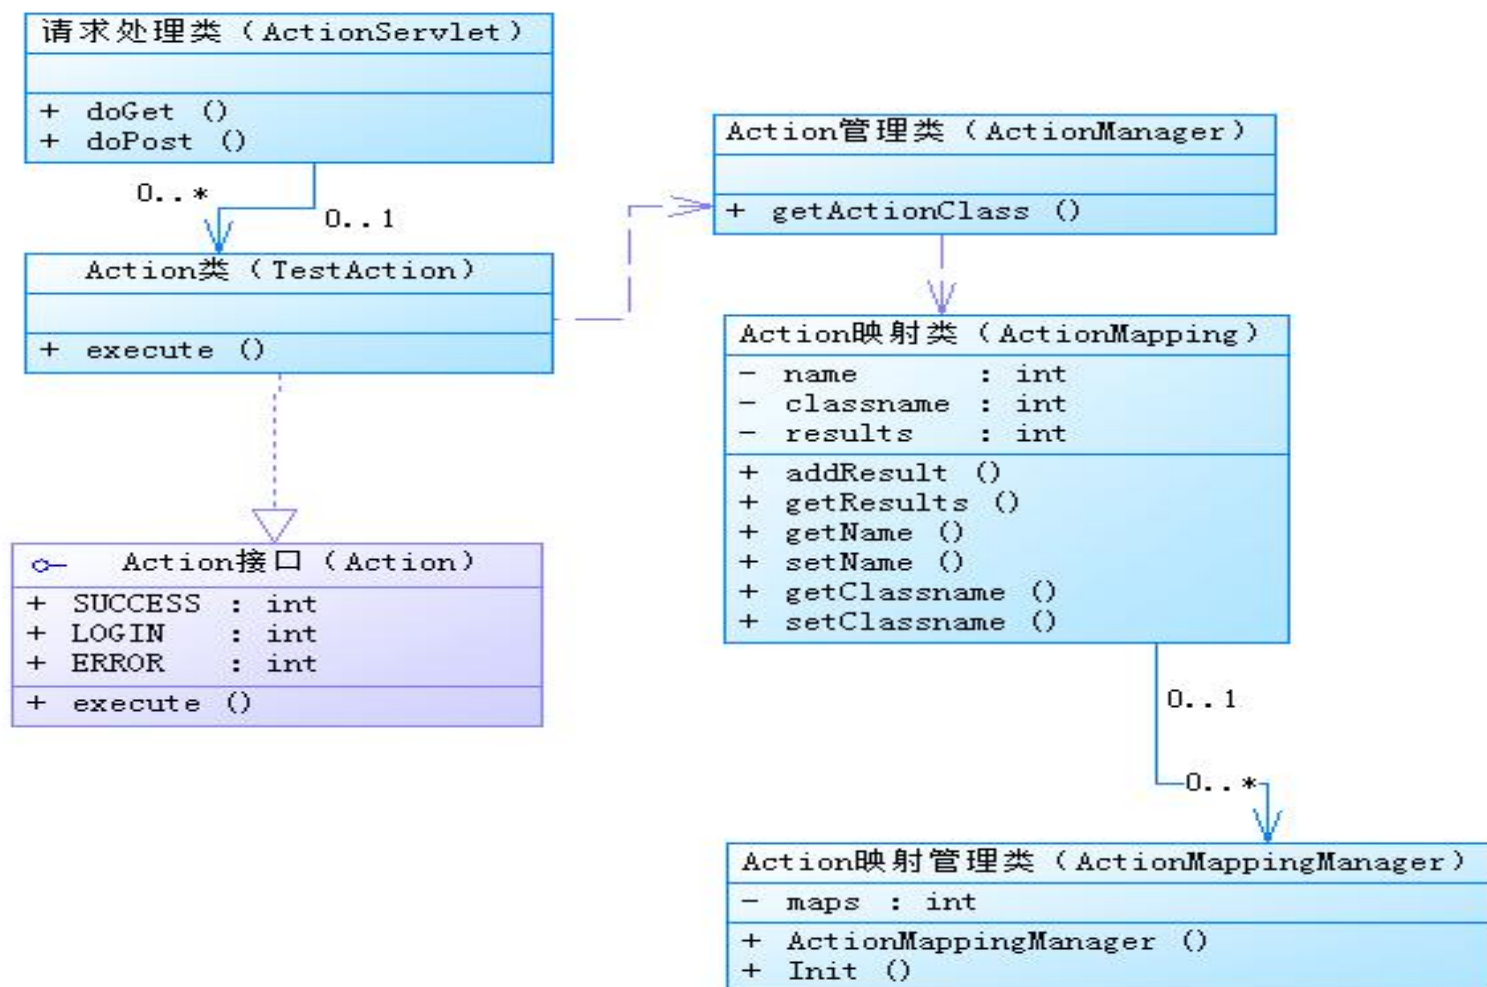 请求处理类（ActionServlet）
+ doGet ()
+ doPost ()
0..*
0..1
Action类（TestAction）
+ execute ()
Action接口（Action）
+ SUCCESS : int
+ LOGIN : int
+ ERROR : int
+ execute ()
Action管理类（ActionManager）
+ getActionClass ()
Action映射类（ActionMapping）
- name : int
- classname : int
- results : int
+ addResult ()
+ getResults ()
+ getName ()
+ setName ()
+ getClassname ()
+ setClassname ()
0..1
0..*
Action映射管理类（ActionMappingManager）
- maps : int
+ ActionMappingManager ()
+ Init ()